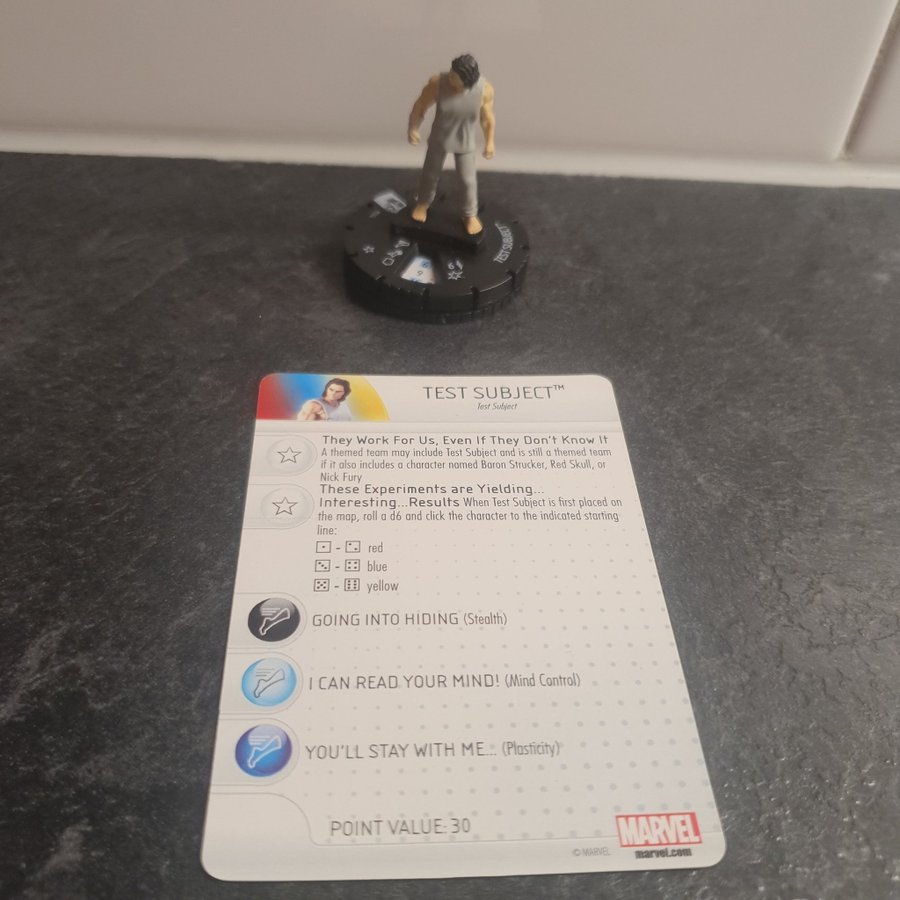 TEST SUBJECT
TEST SUBJECT™
Test Subject
They Work For Us, Even If They Don't Know It
A themed team may include Test Subject and is still a themed team
if it also includes a character named Baron Strucker, Red Skull, or
Nick Fury
These Experiments are Yielding...
Interesting...Results When Test Subject is first placed on
the map, roll a d6 and click the character to the indicated starting
line:
- red
- blue
- yellow
GOING INTO HIDING (Stealth)
I CAN READ YOUR MIND! (Mind Control)
YOU'LL STAY WITH ME... (Plasticity)
POINT VALUE: 30
MARVEL
© MARVEL
marvel.com